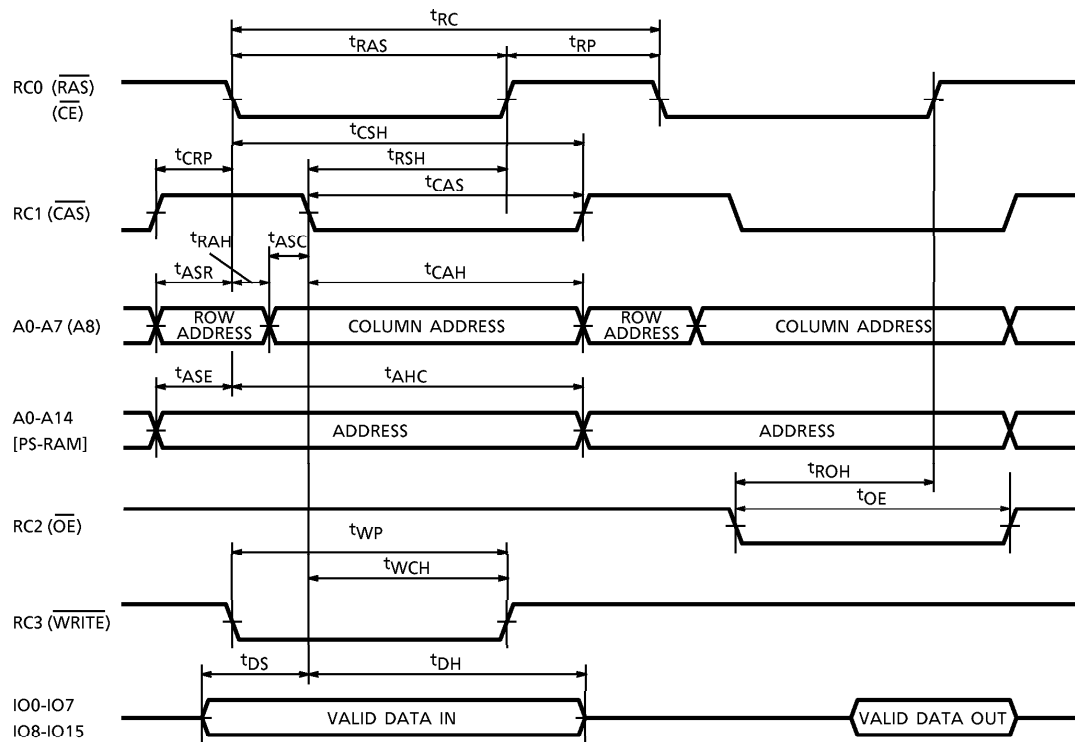 tRC
tRAS
tRP
RC0 (RAS)
(CE)
tCSH
tCRP
tRSH
tCAS
RC1 (CAS)
tRAH
tASC
tASR
tCAH
A0-A7 (A8)
ROW ADDRESS
COLUMN ADDRESS
ROW ADDRESS
COLUMN ADDRESS
tASE
tAHC
A0-A14
[PS-RAM]
ADDRESS
ADDRESS
tROH
tOE
RC2 (OE)
tWP
tWCH
RC3 (WRITE)
tDS
tDH
IO0-IO7
IO8-IO15
VALID DATA IN
VALID DATA OUT